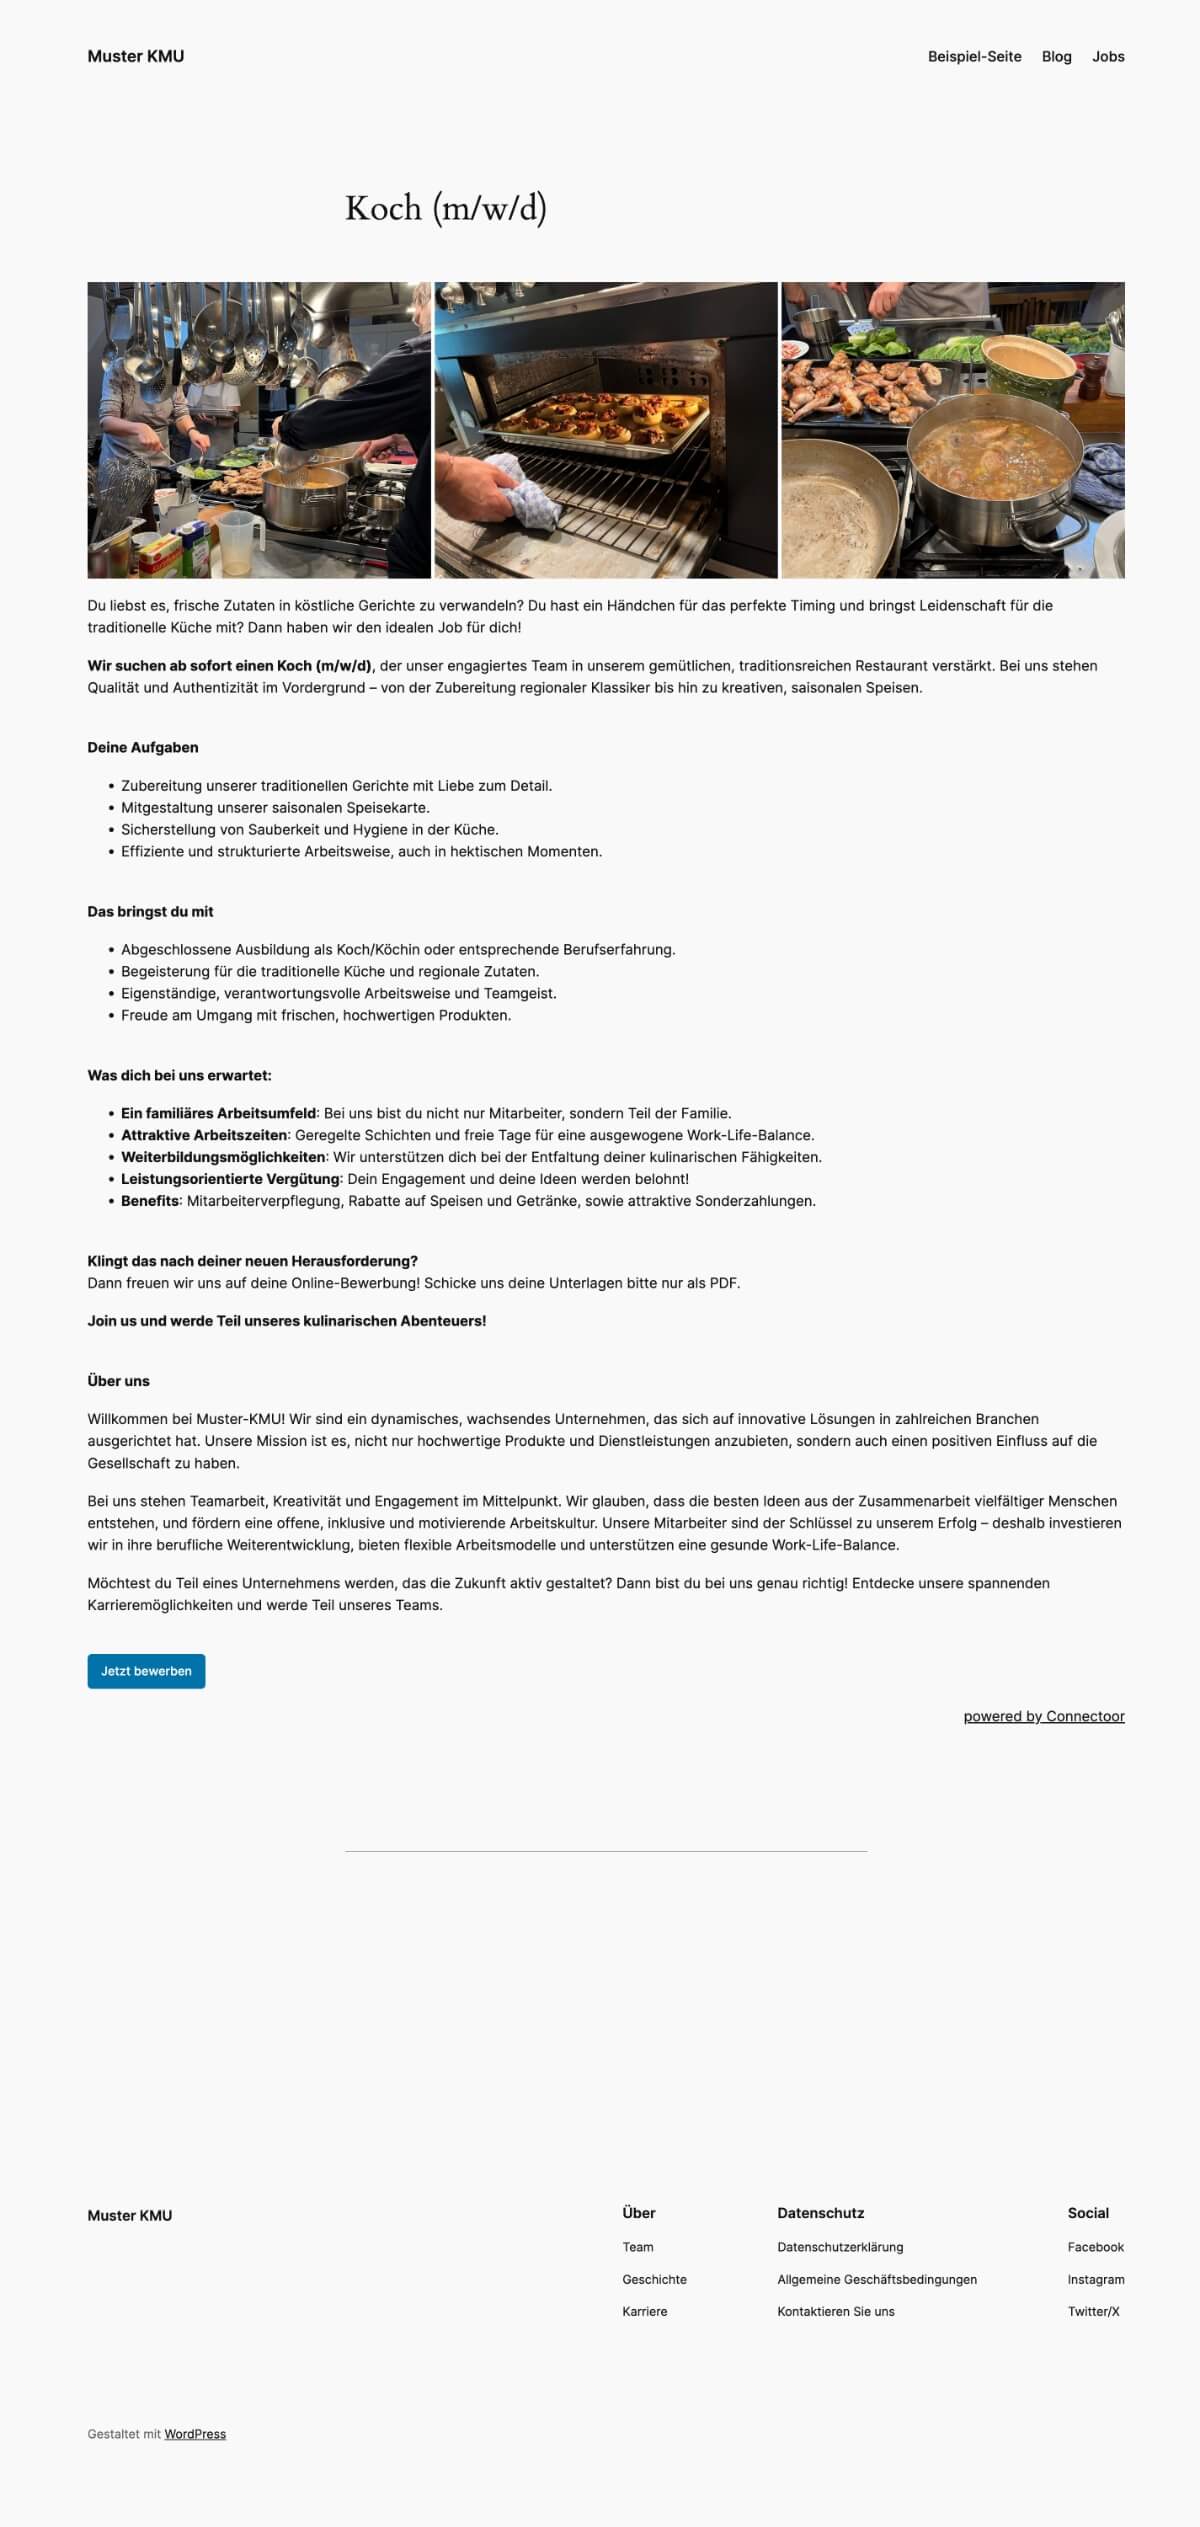 Muster KMU
Beispiel-Seite Blog Jobs
Koch (m/w/d)
Du liebst es, frische Zutaten in köstliche Gerichte zu verwandeln? Du hast ein Händchen für das perfekte Timing und bringst Leidenschaft für die
traditionelle Küche mit? Dann haben wir den idealen Job für dich!
Wir suchen ab sofort einen Koch (m/w/d), der unser engagiertes Team in unserem gemütlichen, traditionsreichen Restaurant verstärkt. Bei uns stehen
Qualität und Authentizität im Vordergrund – von der Zubereitung regionaler Klassiker bis hin zu kreativen, saisonalen Speisen.
Deine Aufgaben
• Zubereitung unserer traditionellen Gerichte mit Liebe zum Detail.
• Mitgestaltung unserer saisonalen Speisekarte.
• Sicherstellung von Sauberkeit und Hygiene in der Küche.
• Effiziente und strukturierte Arbeitsweise, auch in hektischen Momenten.
Das bringst du mit
• Abgeschlossene Ausbildung als Koch/Köchin oder entsprechende Berufserfahrung.
• Begeisterung für die traditionelle Küche und regionale Zutaten.
• Eigenständige, verantwortungsvolle Arbeitsweise und Teamgeist.
• Freude am Umgang mit frischen, hochwertigen Produkten.
Was dich bei uns erwartet:
• Ein familiäres Arbeitsumfeld: Bei uns bist du nicht nur Mitarbeiter, sondern Teil der Familie.
• Attraktive Arbeitszeiten: Geregelte Schichten und freie Tage für eine ausgewogene Work-Life-Balance.
• Weiterbildungsmöglichkeiten: Wir unterstützen dich bei der Entfaltung deiner kulinarischen Fähigkeiten.
• Leistungsorientierte Vergütung: Dein Engagement und deine Ideen werden belohnt!
• Benefits: Mitarbeiterverpflegung, Rabatte auf Speisen und Getränke, sowie attraktive Sonderzahlungen.
Klingt das nach deiner neuen Herausforderung?
Dann freuen wir uns auf deine Online-Bewerbung! Schicke uns deine Unterlagen bitte nur als PDF.
Join us und werde Teil unseres kulinarischen Abenteuers!
Über uns
Willkommen bei Muster-KMU! Wir sind ein dynamisches, wachsendes Unternehmen, das sich auf innovative Lösungen in zahlreichen Branchen
ausgerichtet hat. Unsere Mission ist es, nicht nur hochwertige Produkte und Dienstleistungen anzubieten, sondern auch einen positiven Einfluss auf die
Gesellschaft zu haben.
Bei uns stehen Teamarbeit, Kreativität und Engagement im Mittelpunkt. Wir glauben, dass die besten Ideen aus der Zusammenarbeit vielfältiger Menschen
entstehen, und fördern eine offene, inklusive und motivierende Arbeitskultur. Unsere Mitarbeiter sind der Schlüssel zu unserem Erfolg – deshalb investieren
wir in ihre berufliche Weiterentwicklung, bieten flexible Arbeitsmodelle und unterstützen eine gesunde Work-Life-Balance.
Möchtest du Teil eines Unternehmens werden, das die Zukunft aktiv gestaltet? Dann bist du bei uns genau richtig! Entdecke unsere spannenden
Karrieremöglichkeiten und werde Teil unseres Teams.
Jetzt bewerben
powered by Connectoor
Muster KMU
Über
Team
Geschichte
Karriere
Datenschutz
Datenschutzerklärung
Allgemeine Geschäftsbedingungen
Kontaktieren Sie uns
Social
Facebook
Instagram
Twitter/X
Gestaltet mit WordPress